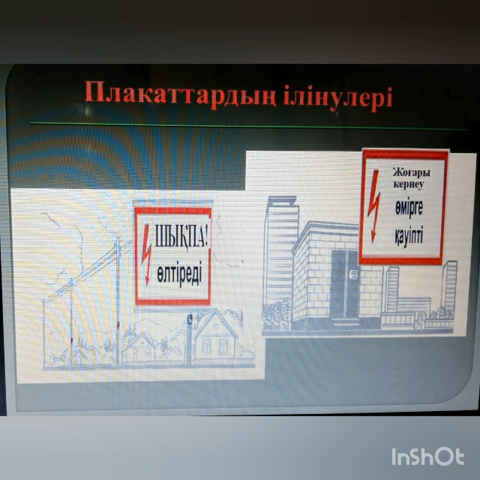 Плакаттардың ілінулері
Жоғары
кернеу
өмірге
қауіпті
ШЫҚПА!
өлтіреді
InShOt